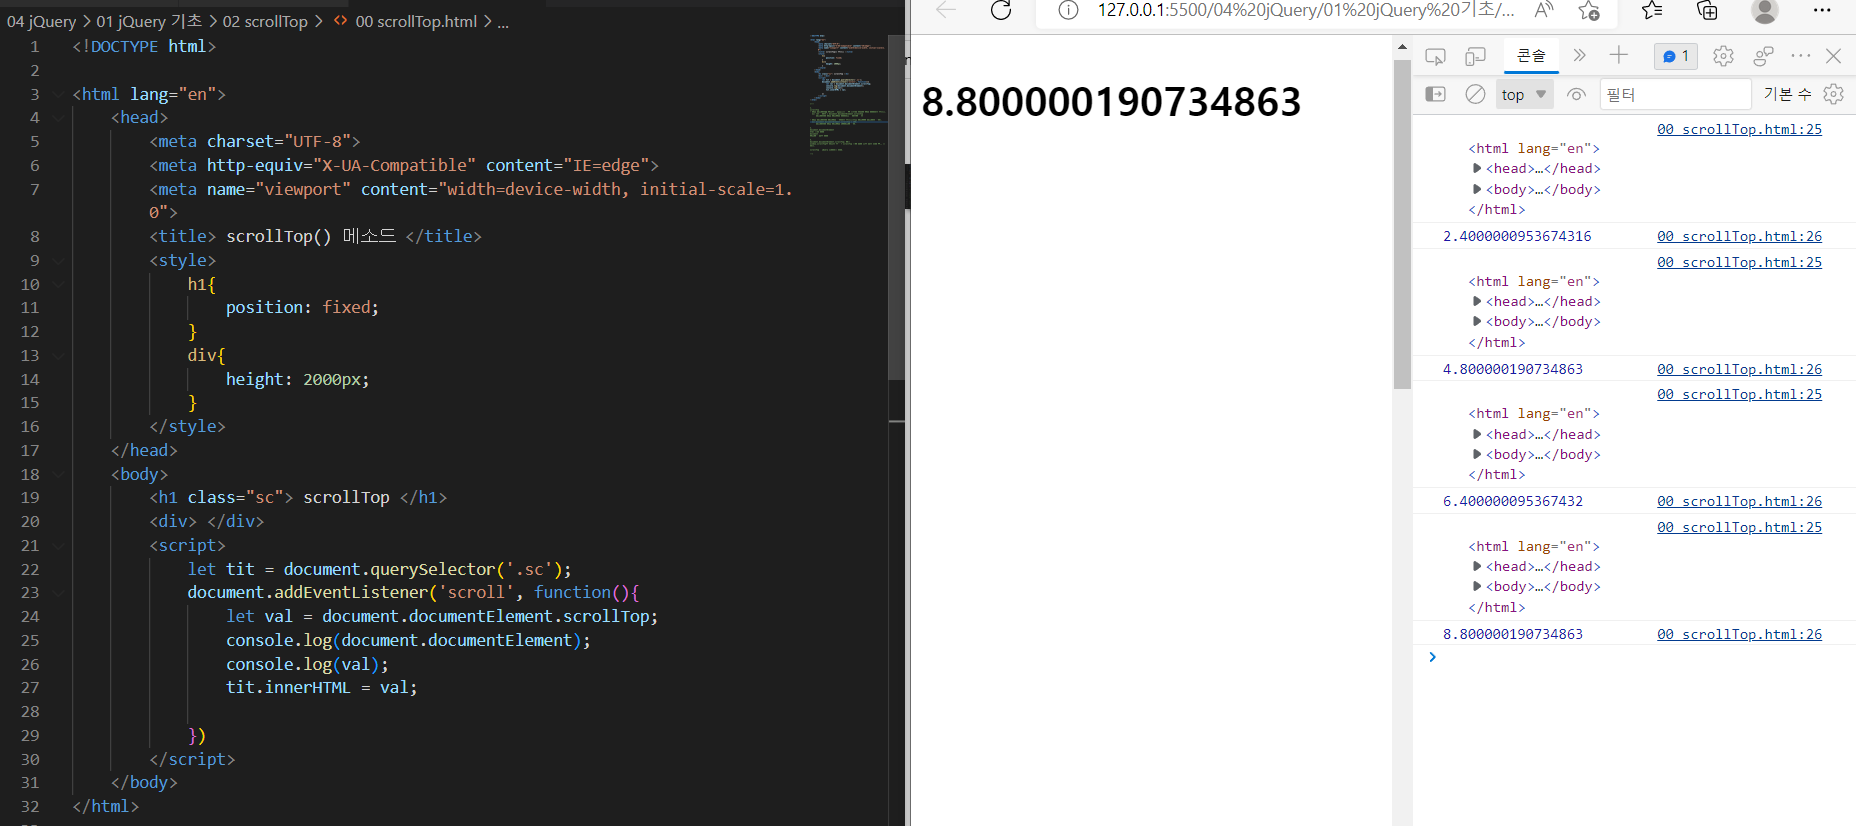 04 jQuery > 01 jQuery 기초 > 02 scrollTop > <> 00 scrollTop.html > ...
1 <!DOCTYPE html>
2
3 <html lang="en">
4 <head>
5 <meta charset="UTF-8">
6 <meta http-equiv="X-UA-Compatible" content="IE=edge">
7 <meta name="viewport" content="width=device-width, initial-scale=1.
0">
8 <title> scrollTop() 메소드 </title>
9 <style>
10 h1{
11 position: fixed;
12 }
13 div{
14 height: 2000px;
15 }
16 </style>
17 </head>
18 <body>
19 <h1 class="sc"> scrollTop </h1>
20 <div> </div>
21 <script>
22 let tit = document.querySelector('.sc');
23 document.addEventListener('scroll', function(){
24 let val = document.documentElement.scrollTop;
25 console.log(document.documentElement);
26 console.log(val);
27 tit.innerHTML = val;
28
29 })
30 </script>
31 </body>
32 </html>
127.0.0.1:5500/04%20jQuery/01%20jQuery%20기초/...
8.800000190734863
콘솔
1
top
필터
기본 수
00 scrollTop.html:25
<html lang="en">
<head>…</head>
<body>…</body>
</html>
2.4000000953674316 00 scrollTop.html:26
00 scrollTop.html:25
<html lang="en">
<head>…</head>
<body>…</body>
</html>
4.800000190734863 00 scrollTop.html:26
00 scrollTop.html:25
<html lang="en">
<head>…</head>
<body>…</body>
</html>
6.400000095367432 00 scrollTop.html:26
00 scrollTop.html:25
<html lang="en">
<head>…</head>
<body>…</body>
</html>
8.800000190734863 00 scrollTop.html:26